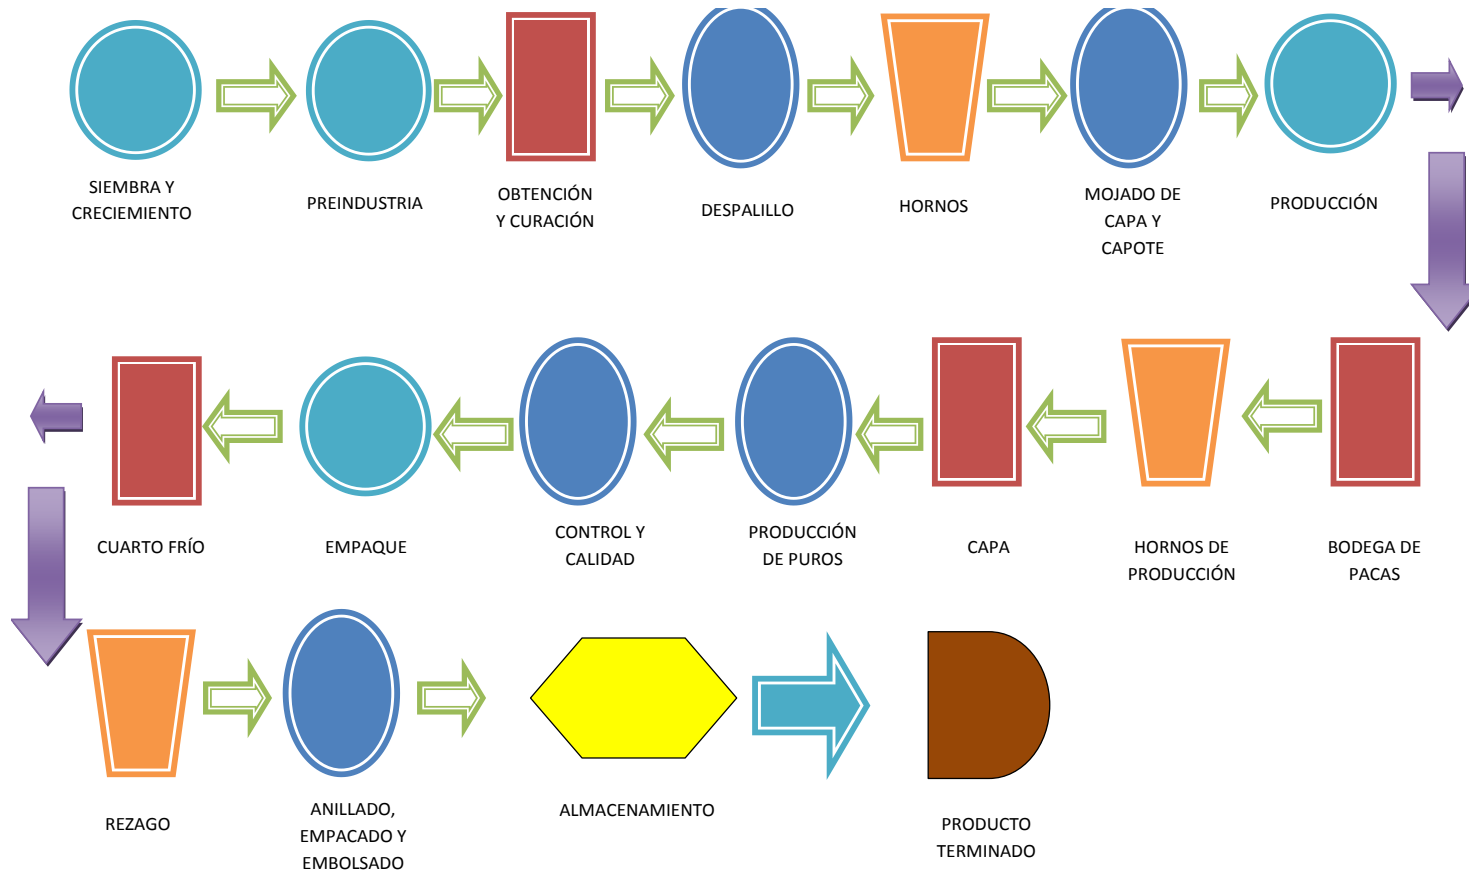 SIEMBRA Y
CRECIEMIENTO
PREINDUSTRIA
OBTENCIÓN
Y CURACIÓN
DESPALILLO
HORNOS
MOJADO DE
CAPA Y
CAPOTE
PRODUCCIÓN
CUARTO FRÍO
EMPAQUE
CONTROL Y
CALIDAD
PRODUCCIÓN
DE PUROS
CAPA
HORNOS DE
PRODUCCIÓN
BODEGA DE
PACAS
REZAGO
ANILLADO,
EMPACADO Y
EMBOLSADO
ALMACENAMIENTO
PRODUCTO
TERMINADO